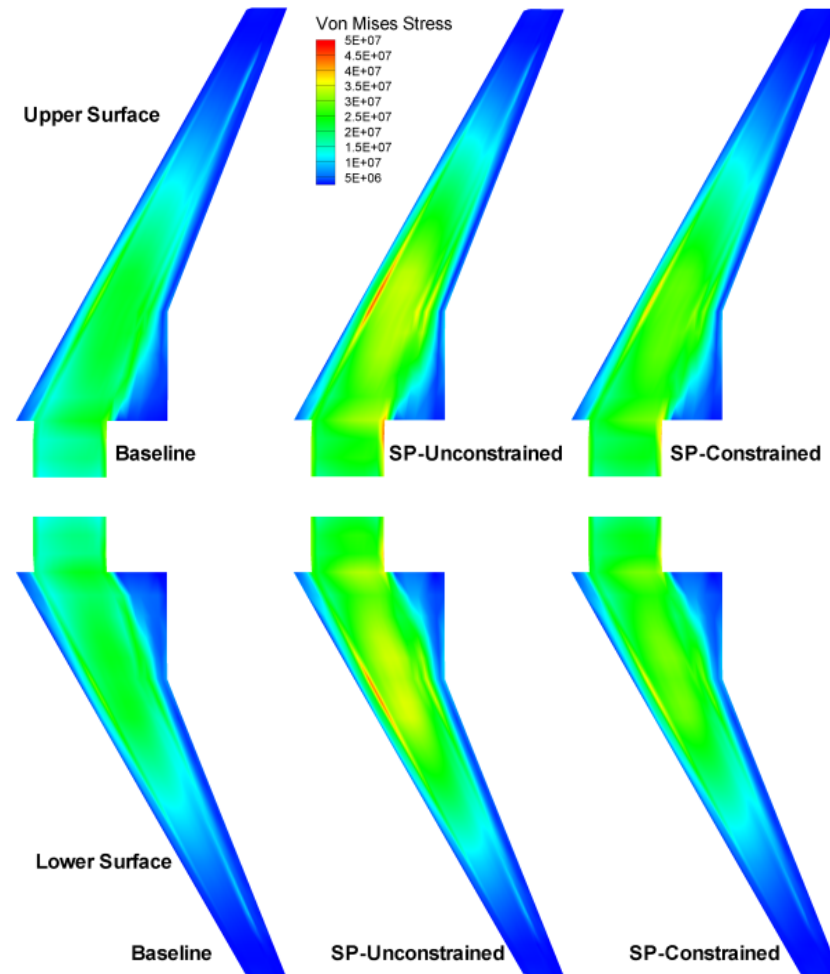 Von Mises Stress
5E+07
4.5E+07
4E+07
3.5E+07
3E+07
2.5E+07
2E+07
1.5E+07
1E+07
5E+06
Upper Surface
Baseline
SP-Unconstrained
SP-Constrained
Lower Surface
Baseline
SP-Unconstrained
SP-Constrained